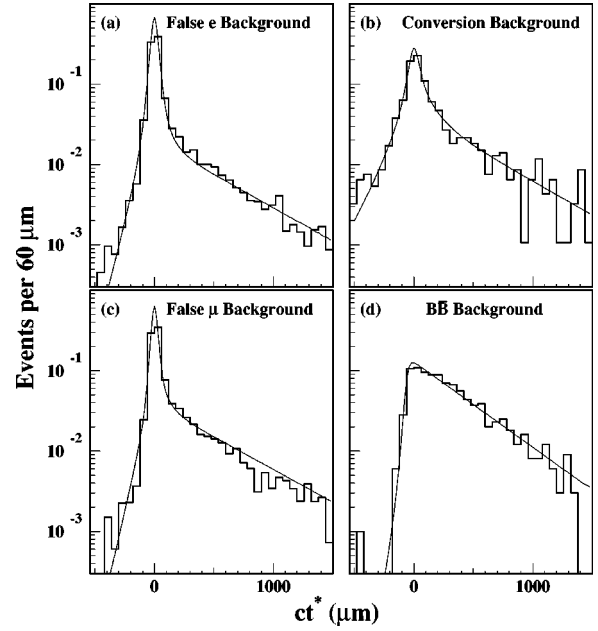 (a) False e Background
(b) Conversion Background
10⁻¹
10⁻²
10⁻³
(c) False μ Background
(d) BB̄ Background
10⁻¹
10⁻²
10⁻³
Events per 60 μm
0 1000 0 1000
ct* (μm)